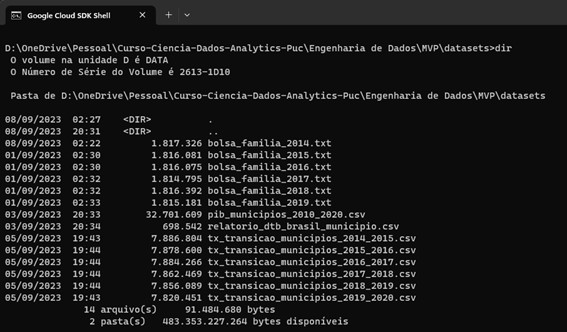 Google Cloud SDK Shell
D:\OneDrive\Pessoal\Curso-Ciencia-Dados-Analytics-Puc\Engenharia de Dados\MVP\datasets>dir
O volume na unidade D é DATA
O Número de Série do Volume é 2613-1D10
Pasta de D:\OneDrive\Pessoal\Curso-Ciencia-Dados-Analytics-Puc\Engenharia de Dados\MVP\datasets
08/09/2023 02:27 <DIR> .
08/09/2023 20:31 <DIR> ..
08/09/2023 02:22 1.817.326 bolsa_familia_2014.txt
01/09/2023 02:30 1.816.081 bolsa_familia_2015.txt
01/09/2023 02:30 1.816.075 bolsa_familia_2016.txt
01/09/2023 02:32 1.814.795 bolsa_familia_2017.txt
01/09/2023 02:32 1.816.392 bolsa_familia_2018.txt
01/09/2023 02:33 1.815.181 bolsa_familia_2019.txt
03/09/2023 20:33 32.701.609 pib_municipios_2010_2020.csv
03/09/2023 20:34 698.542 relatorio_dtb_brasil_municipio.csv
05/09/2023 19:43 7.886.804 tx_transicao_municipios_2014_2015.csv
05/09/2023 19:44 7.878.600 tx_transicao_municipios_2015_2016.csv
05/09/2023 19:44 7.884.266 tx_transicao_municipios_2016_2017.csv
05/09/2023 19:44 7.862.469 tx_transicao_municipios_2017_2018.csv
05/09/2023 19:44 7.856.089 tx_transicao_municipios_2018_2019.csv
05/09/2023 19:43 7.820.451 tx_transicao_municipios_2019_2020.csv
14 arquivo(s) 91.484.680 bytes
2 pasta(s) 483.353.227.264 bytes disponíveis